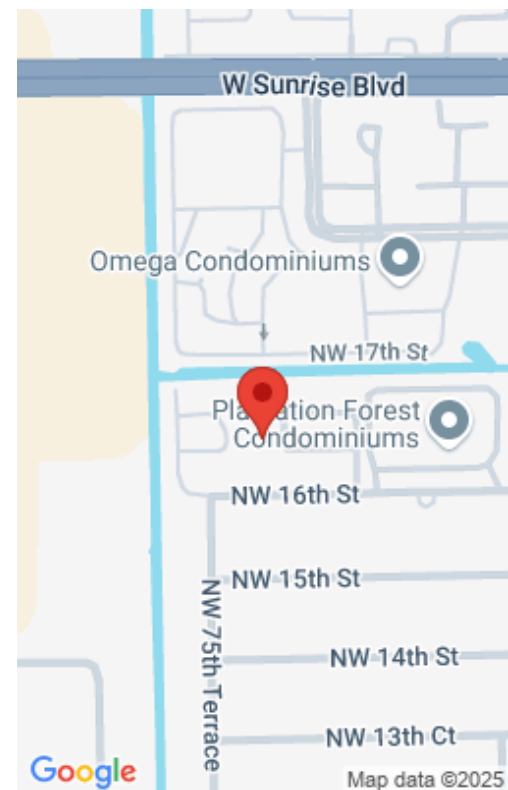 W Sunrise Blvd
Omega Condominiums
NW 17th St
Plantation Forest
Condominiums
NW 16th St
NW 15th St
NW 75th Terrace
NW 14th St
NW 13th Ct
Google
Map data ©2025